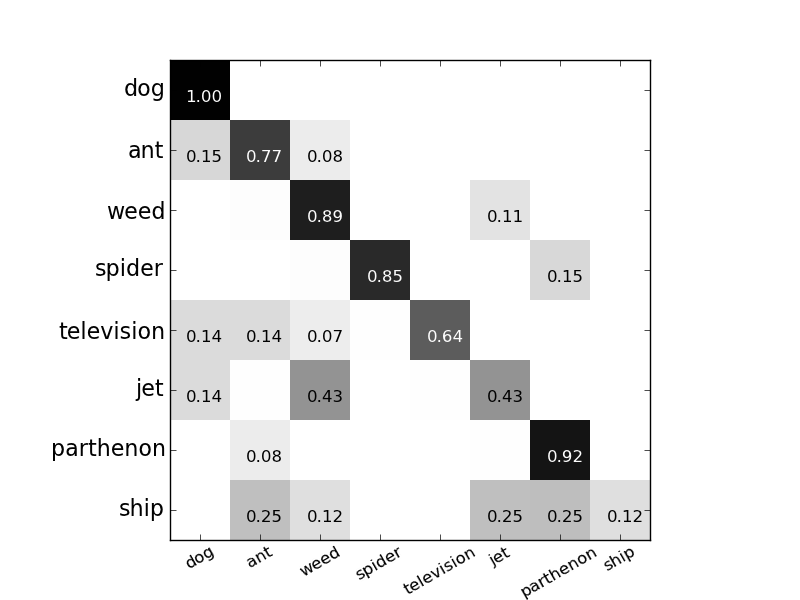 dog 1.00
ant 0.15 0.77 0.08
weed 0.89 0.11
spider 0.85 0.15
television 0.14 0.14 0.07 0.64
jet 0.14 0.43 0.43
parthenon 0.08 0.92
ship 0.25 0.12 0.25 0.25 0.12
dog ant weed spider television jet parthenon ship